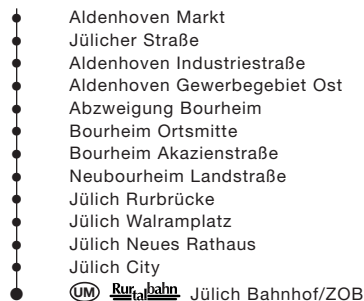 Aldenhoven Markt
Jülicher Straße
Aldenhoven Industriestraße
Aldenhoven Gewerbegebiet Ost
Abzweigung Bourheim
Bourheim Ortsmitte
Bourheim Akazienstraße
Neubourheim Landstraße
Jülich Rurbrücke
Jülich Walramplatz
Jülich Neues Rathaus
Jülich City
UM Rurtalbahn Jülich Bahnhof/ZOB